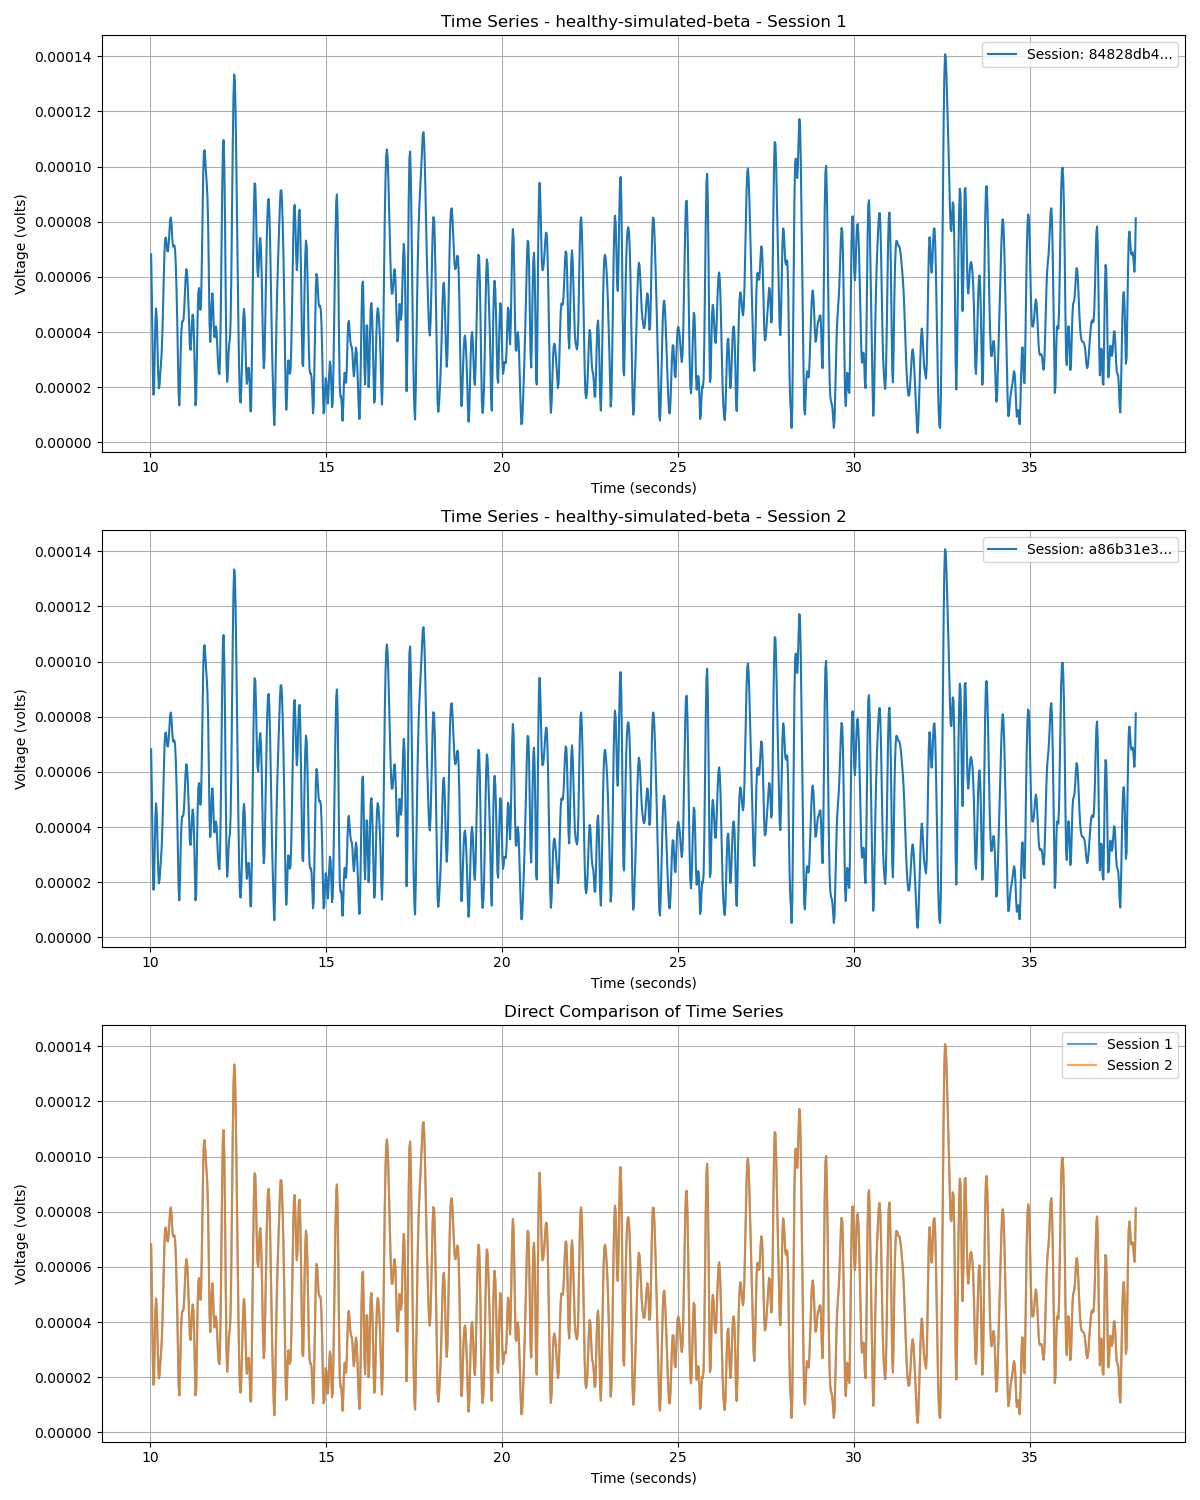 Time Series - healthy-simulated-beta - Session 1
Session: 84828db4...
0.00014
0.00012
0.00010
0.00008
0.00006
0.00004
0.00002
0.00000
Voltage (volts)
10 15 20 25 30 35
Time (seconds)
Time Series - healthy-simulated-beta - Session 2
Session: a86b31e3...
0.00014
0.00012
0.00010
0.00008
0.00006
0.00004
0.00002
0.00000
Voltage (volts)
10 15 20 25 30 35
Time (seconds)
Direct Comparison of Time Series
Session 1
Session 2
0.00014
0.00012
0.00010
0.00008
0.00006
0.00004
0.00002
0.00000
Voltage (volts)
10 15 20 25 30 35
Time (seconds)